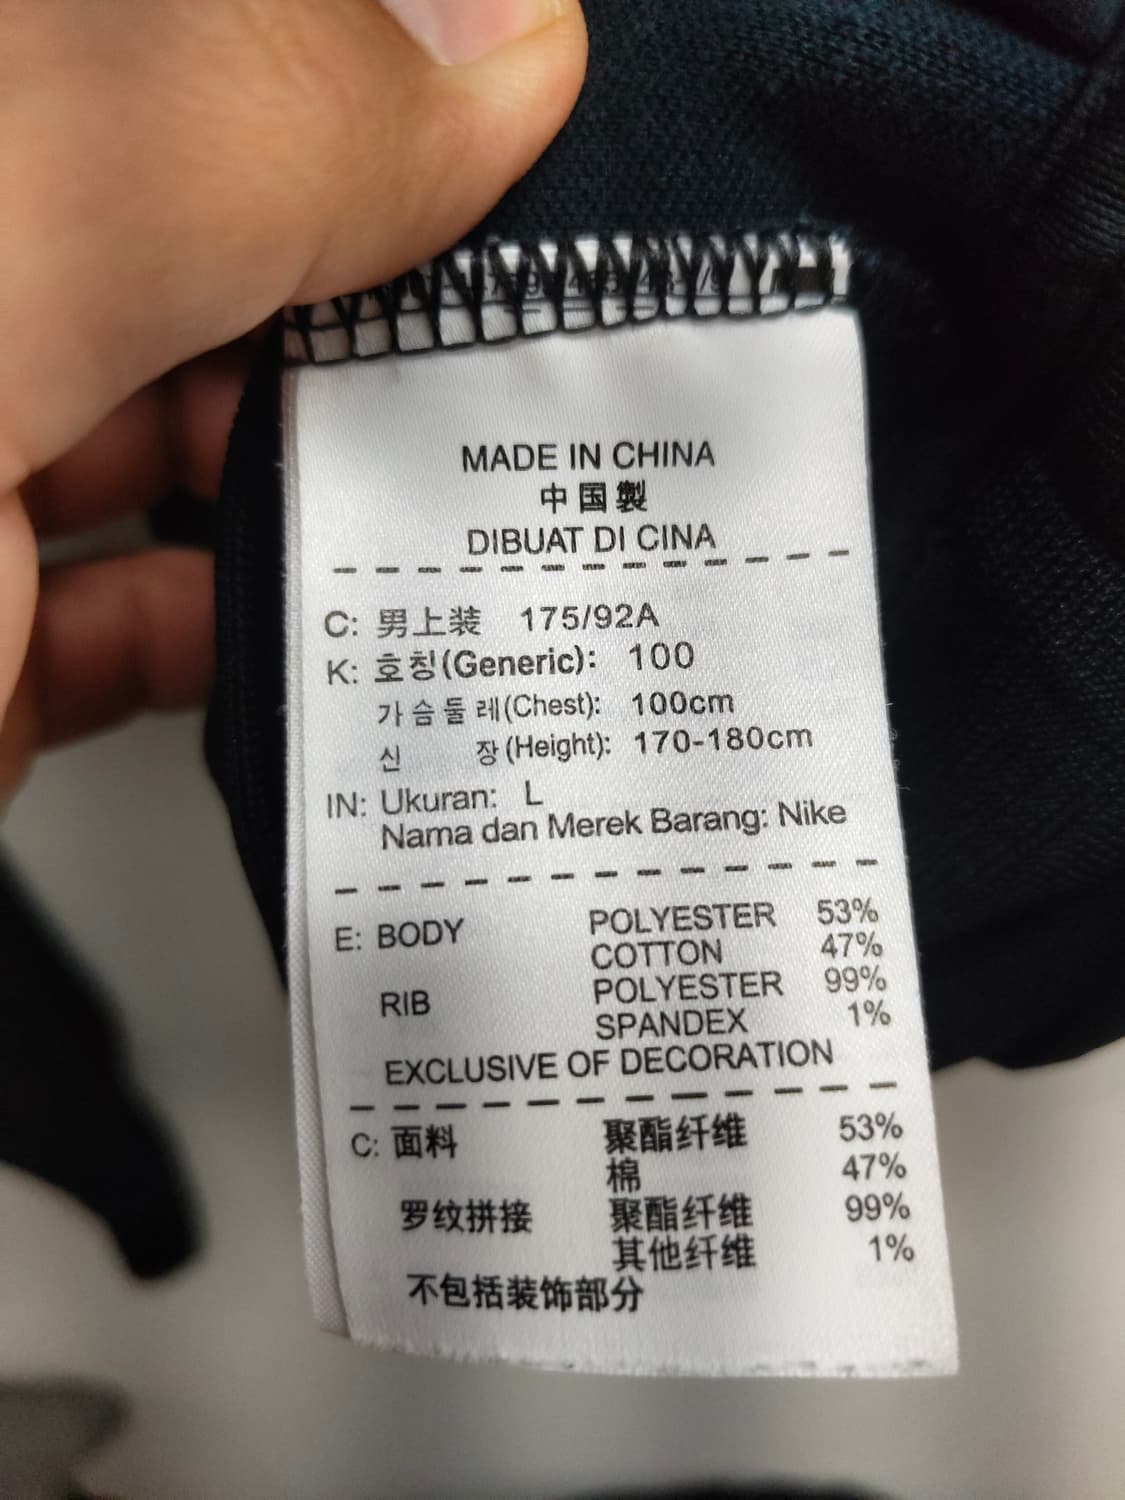 MADE IN CHINA
中国製
DIBUAT DI CINA
C: 男上装 175/92A
K: 호칭(Generic): 100
가슴둘레(Chest): 100cm
신 장(Height): 170-180cm
IN: Ukuran: L
Nama dan Merek Barang: Nike
E: BODY POLYESTER 53%
COTTON 47%
RIB POLYESTER 99%
SPANDEX 1%
EXCLUSIVE OF DECORATION
C: 面料 聚酯纤维 53%
棉 47%
罗纹拼接 聚酯纤维 99%
其他纤维 1%
不包括装饰部分